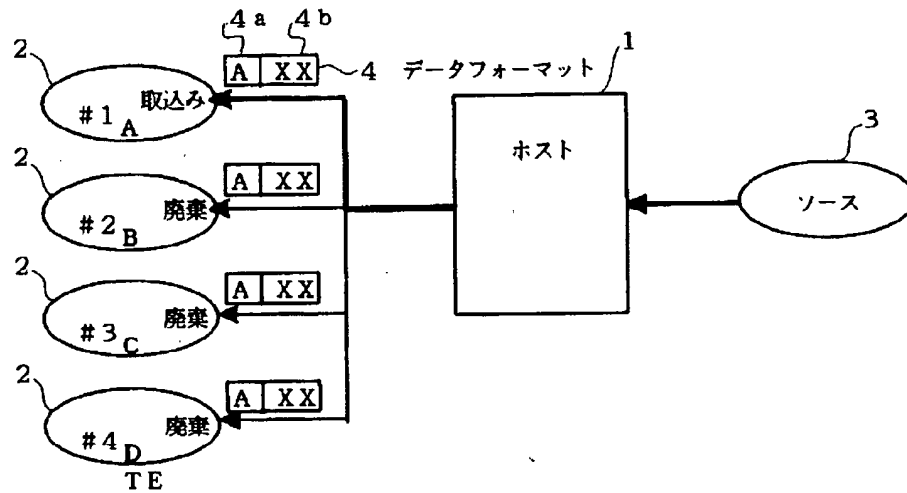 4a 4b
2 A XX 4 データフォーマット 1
#1 A 取込み
ホスト
3
ソース
2 A XX
#2 B 廃棄
2 A XX
#3 C 廃棄
2 A XX
#4 D 廃棄
TE